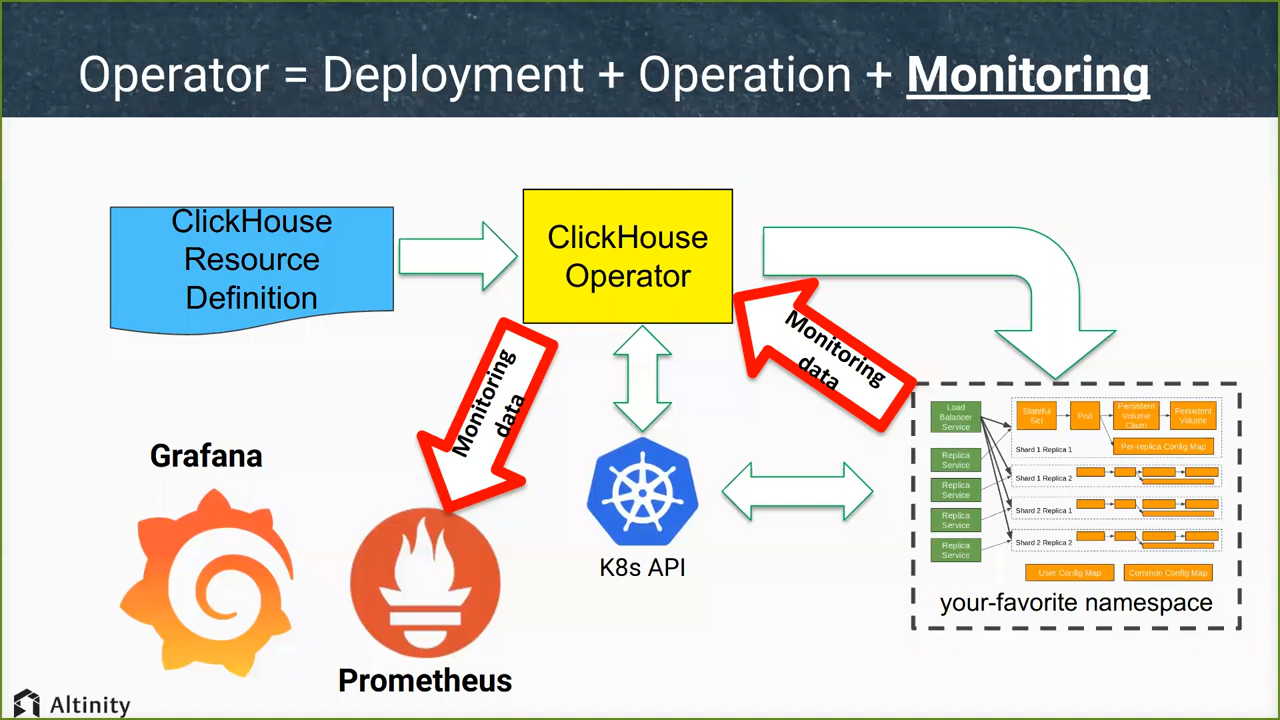 Operator = Deployment + Operation + Monitoring
ClickHouse
Resource
Definition
ClickHouse
Operator
Monitoring
data
Monitoring
data
Grafana
Prometheus
K8s API
Load
Balancer
Service
Replica
Service
Replica
Service
Replica
Service
Replica
Service
Stateful
Set
Pod
Persistent
Volume
Claim
Persistent
Volume
Per-replica Config Map
Shard 1 Replica 1
Shard 1 Replica 2
Shard 2 Replica 1
Shard 2 Replica 2
User Config Map
Common Config Map
your-favorite namespace
Altinity